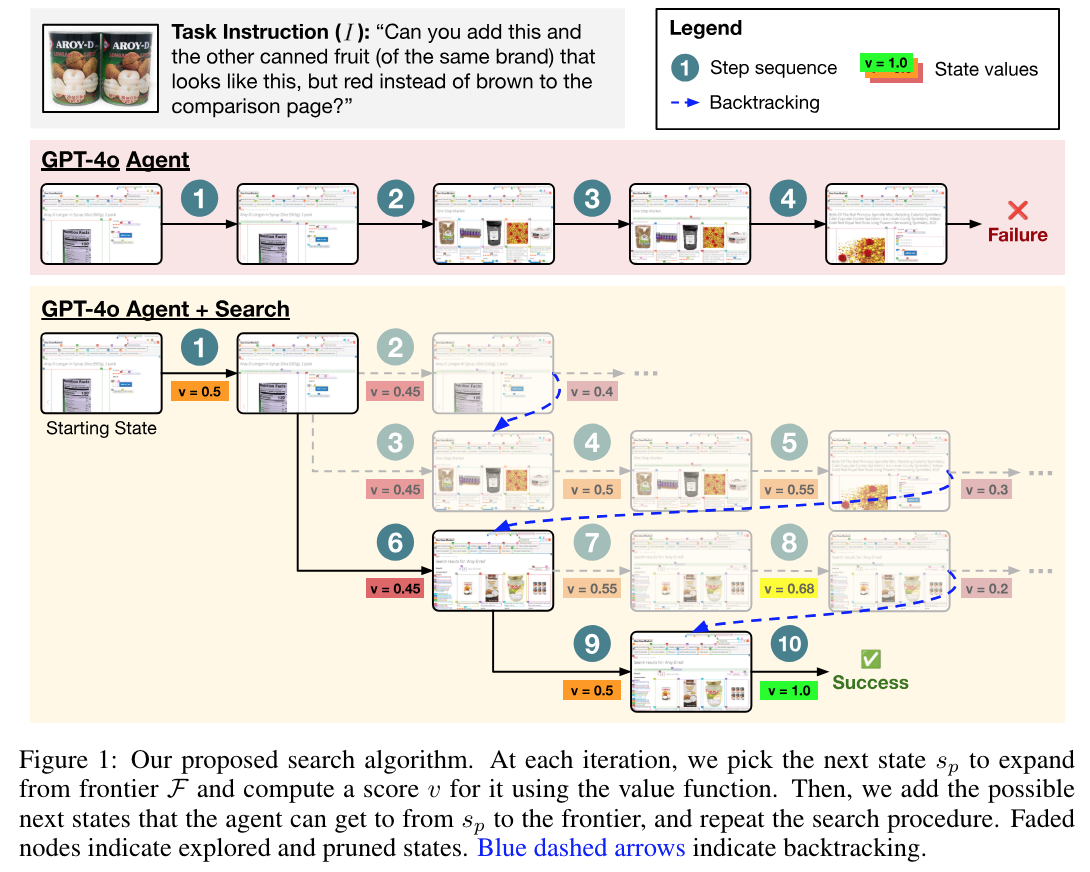 AROY-D AROY-D
Task Instruction (I): “Can you add this and
the other canned fruit (of the same brand) that
looks like this, but red instead of brown to the
comparison page?”
Legend
1 Step sequence v = 1.0 State values
Backtracking
GPT-4o Agent
1 2 3 4
Failure
GPT-4o Agent + Search
1 2
v = 0.5 v = 0.45 v = 0.4 ...
Starting State
3 4 5
v = 0.45 v = 0.5 v = 0.55 v = 0.3 ...
6 7 8
v = 0.45 v = 0.55 v = 0.68 v = 0.2 ...
9 10
v = 0.5 v = 1.0
Success
Figure 1: Our proposed search algorithm. At each iteration, we pick the next state sₚ to expand
from frontier ℱ and compute a score v for it using the value function. Then, we add the possible
next states that the agent can get to from sₚ to the frontier, and repeat the search procedure. Faded
nodes indicate explored and pruned states. Blue dashed arrows indicate backtracking.